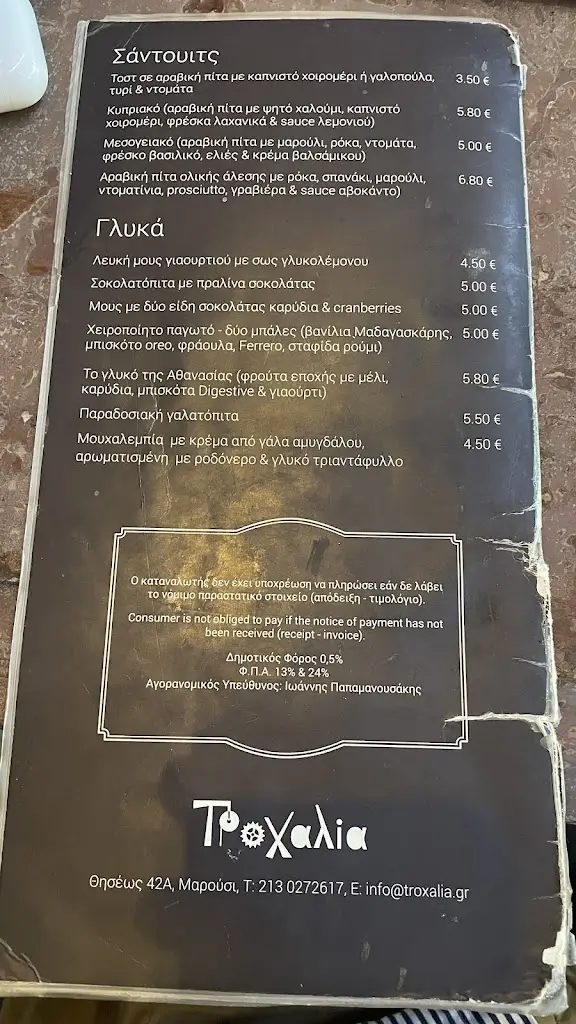 Σάντουιτς
Τοστ σε αραβική πίτα με καπνιστό χοιρομέρι ή γαλοπούλα, 3.50 €
τυρί & ντομάτα
Κυπριακό (αραβική πίτα με ψητό χαλούμι, καπνιστό 5.80 €
χοιρομέρι, φρέσκα λαχανικά & sauce λεμονιού)
Μεσογειακό (αραβική πίτα με μαρούλι, ρόκα, ντομάτα, 5.00 €
φρέσκο βασιλικό, ελιές & κρέμα βαλσάμικου)
Αραβική πίτα ολικής άλεσης με ρόκα, σπανάκι, μαρούλι, 6.80 €
ντοματίνια, prosciutto, γραβιέρα & sauce αβοκάντο)
Γλυκά
Λευκή μους γιαουρτιού με σως γλυκολέμονου 4.50 €
Σοκολατόπιτα με πραλίνα σοκολάτας 5.00 €
Μους με δύο είδη σοκολάτας καρύδια & cranberries 5.00 €
Χειροποίητο παγωτό - δύο μπάλες (βανίλια Μαδαγασκάρης, 5.00 €
μπισκότο oreo, φράουλα, Ferrero, σταφίδα ρούμι)
Το γλυκό της Αθανασίας (φρούτα εποχής με μέλι, 5.80 €
καρύδια, μπισκότα Digestive & γιαούρτι)
Παραδοσιακή γαλατόπιτα 5.50 €
Μουχαλεμπία με κρέμα από γάλα αμυγδάλου, 4.50 €
αρωματισμένη με ροδόνερο & γλυκό τριαντάφυλλο
Ο καταναλωτής δεν έχει υποχρέωση να πληρώσει εάν δε λάβει
το νόμιμο παραστατικό στοιχείο (απόδειξη - τιμολόγιο).
Consumer is not obliged to pay if the notice of payment has not
been received (receipt - invoice).
Δημοτικός Φόρος 0,5%
Φ.Π.Α. 13% & 24%
Αγορανομικός Υπεύθυνος: Ιωάννης Παπαμανουσάκης
Τροχαλία
Θησέως 42Α, Μαρούσι, Τ: 213 0272617, E: info@troxalia.gr